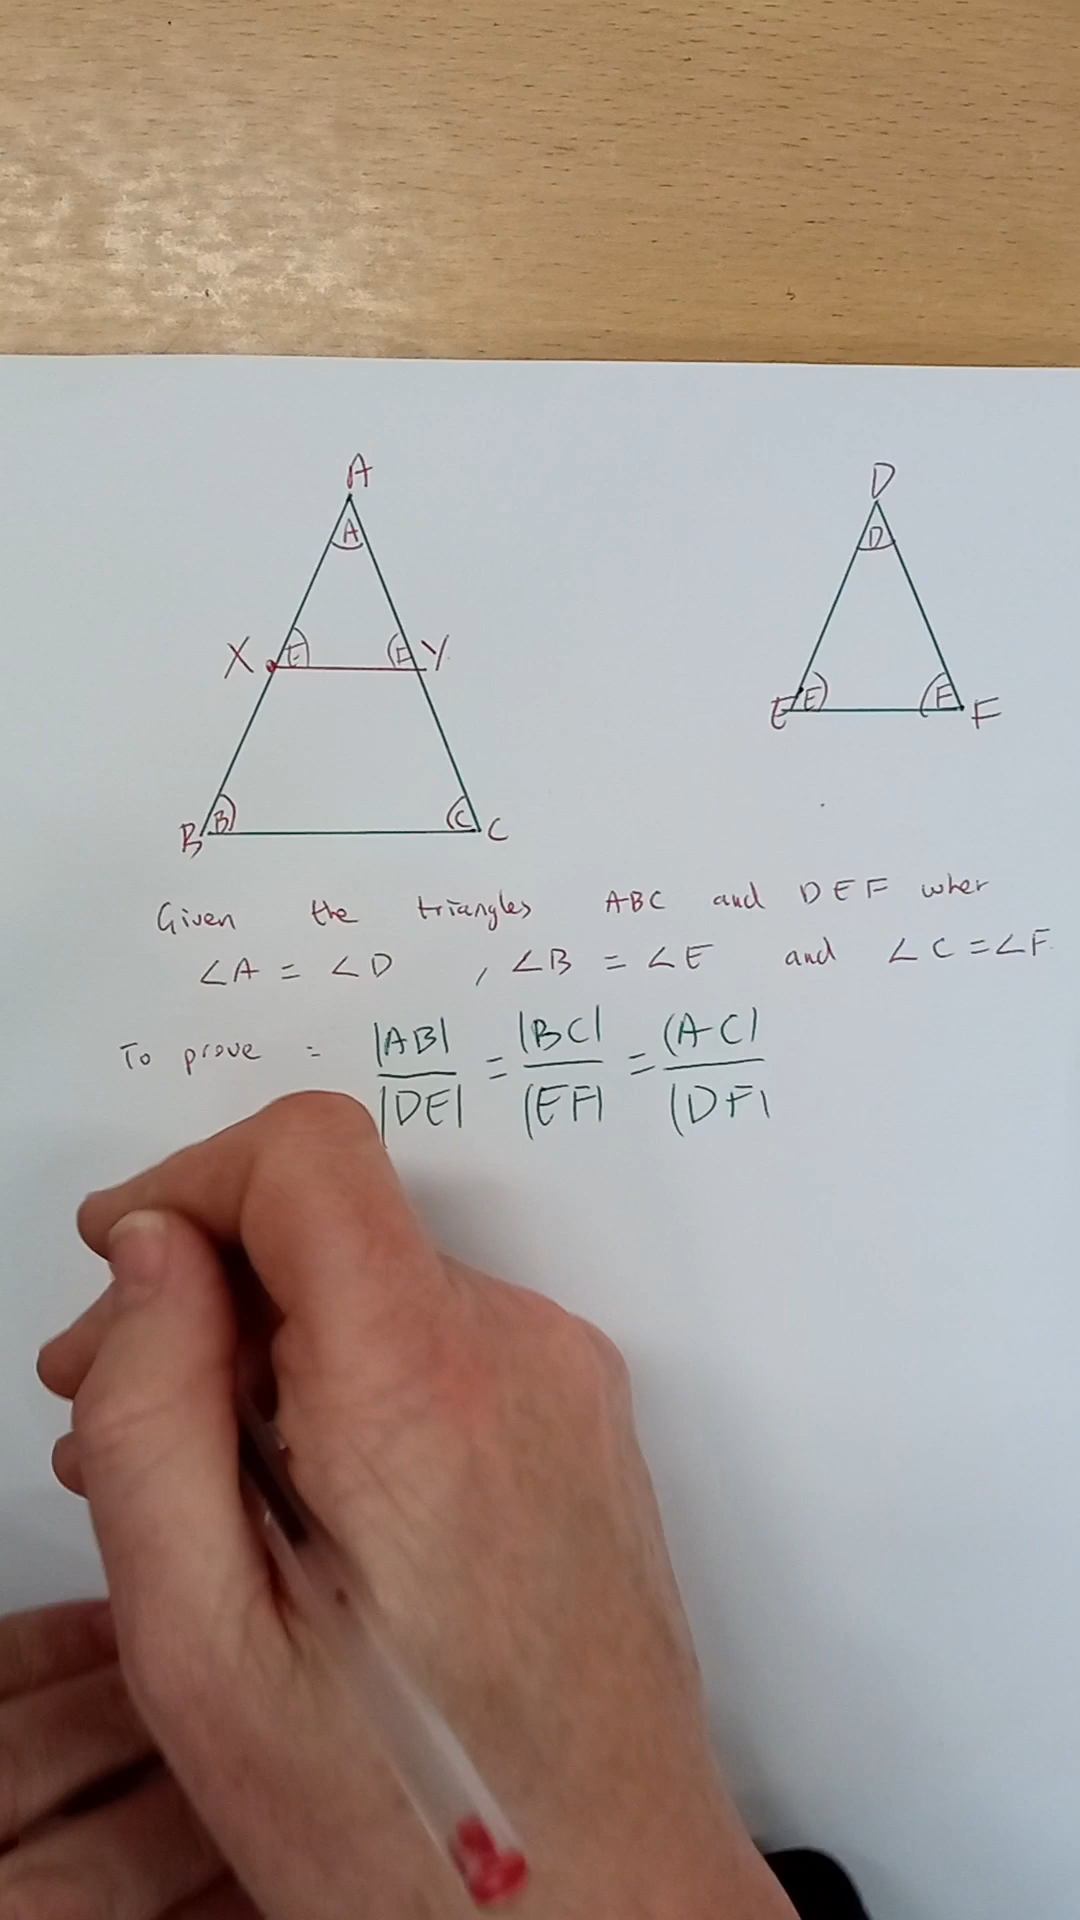 A
D
A
D
X E F Y
E E F F
B B C C
Given the triangles ABC and DEF wher
∠A = ∠D , ∠B = ∠E and ∠C = ∠F
To prove = |AB| / |DE| = |BC| / |EF| = |AC| / |DF|